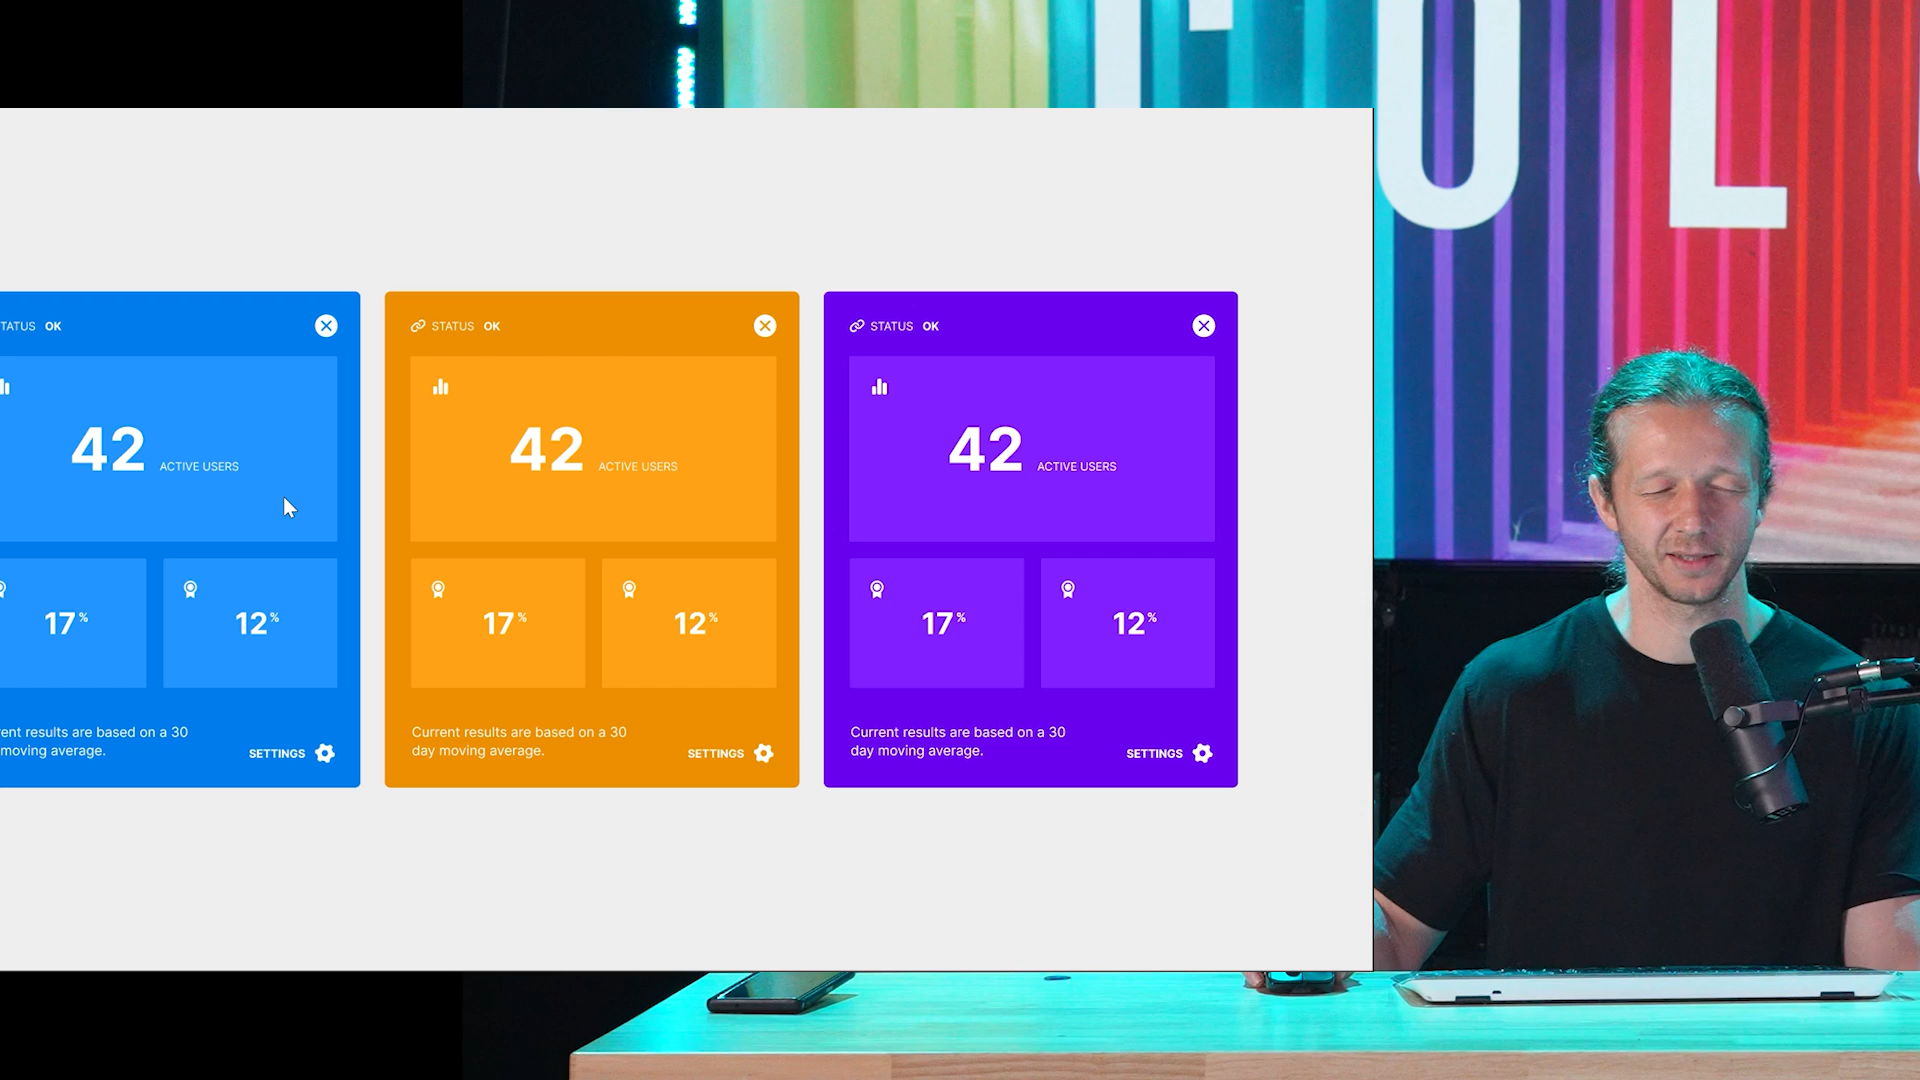 OL
TATUS OK
42 ACTIVE USERS
17%
12%
ent results are based on a 30
moving average.
SETTINGS
STATUS OK
42 ACTIVE USERS
17%
12%
Current results are based on a 30
day moving average.
SETTINGS
STATUS OK
42 ACTIVE USERS
17%
12%
Current results are based on a 30
day moving average.
SETTINGS